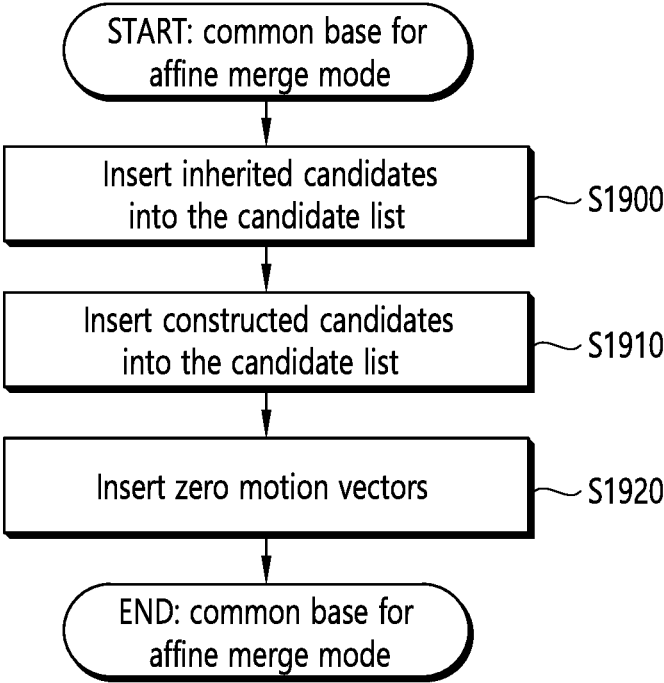 START: common base for
affine merge mode
Insert inherited candidates
into the candidate list
S1900
Insert constructed candidates
into the candidate list
S1910
Insert zero motion vectors
S1920
END: common base for
affine merge mode